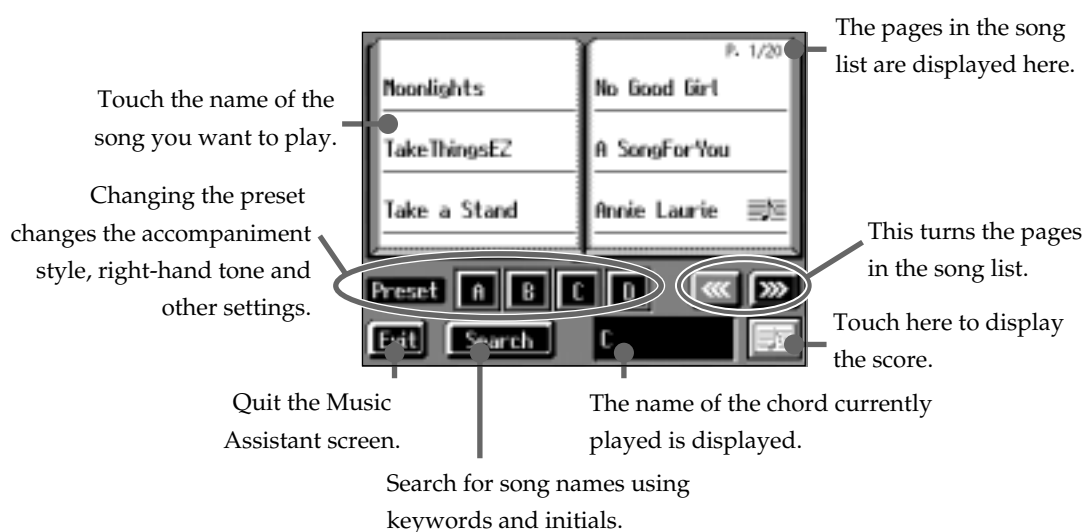 The pages in the song
list are displayed here.
P. 1/20
Touch the name of the
song you want to play.
Moonlights
TakeThingsEZ
Take a Stand
No Good Girl
A SongForYou
Annie Laurie
Changing the preset
changes the accompaniment
style, right-hand tone and
other settings.
This turns the pages
in the song list.
Preset A B C D
Exit Search C
Touch here to display
the score.
Quit the Music
Assistant screen.
The name of the chord currently
played is displayed.
Search for song names using
keywords and initials.